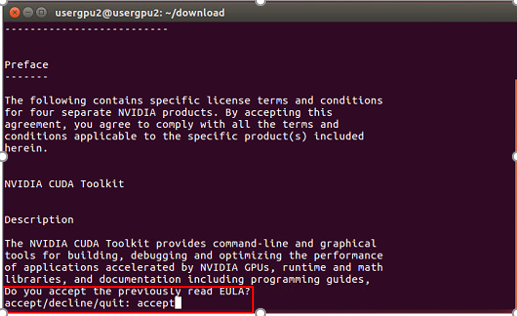 usergpu2@usergpu2: ~/download
--------------------------
Preface
-------
The following contains specific license terms and conditions
for four separate NVIDIA products. By accepting this
agreement, you agree to comply with all the terms and
conditions applicable to the specific product(s) included
herein.
NVIDIA CUDA Toolkit
Description
The NVIDIA CUDA Toolkit provides command-line and graphical
tools for building, debugging and optimizing the performance
of applications accelerated by NVIDIA GPUs, runtime and math
libraries, and documentation including programming guides,
Do you accept the previously read EULA?
accept/decline/quit: accept